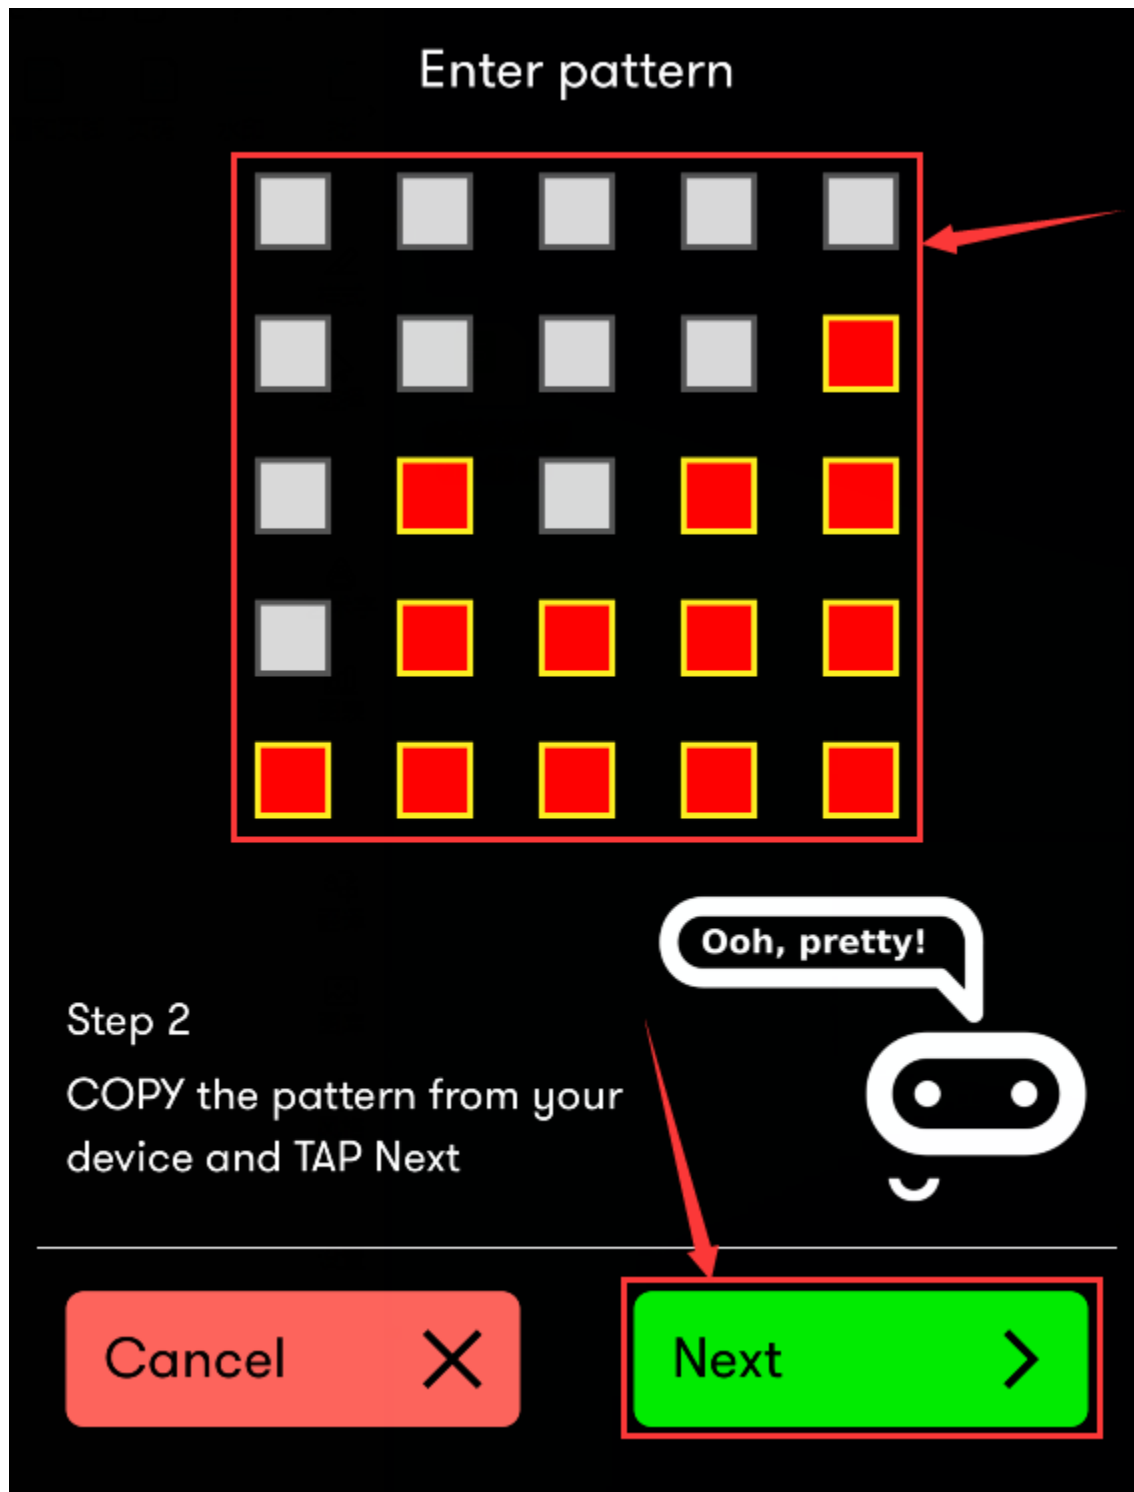 Enter pattern
Ooh, pretty!
Step 2
COPY the pattern from your
device and TAP Next
Cancel
Next